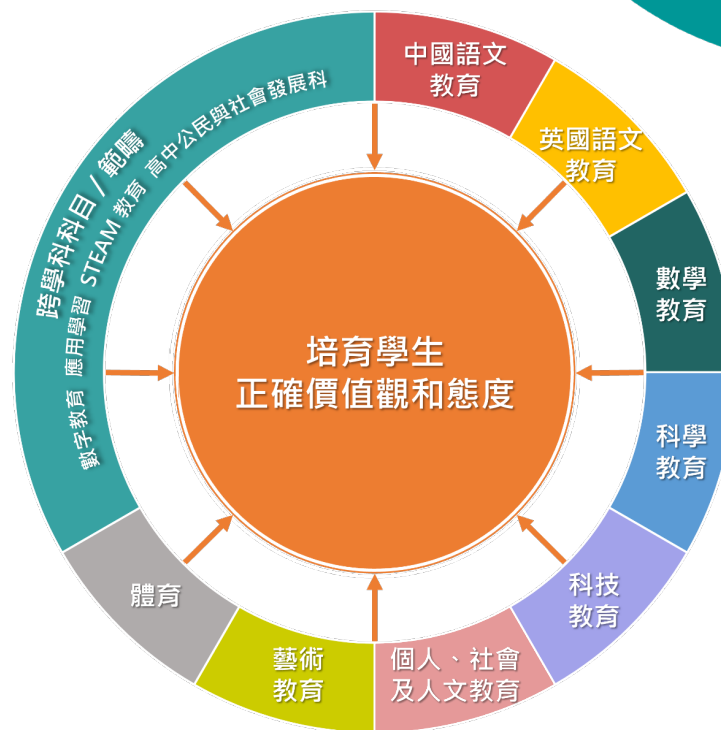 中國語文
教育
英國語文
教育
數學
教育
科學
教育
科技
教育
個人、社會
及人文教育
藝術
教育
體育
跨學科科目 / 範疇
數字教育 應用學習 STEAM 教育 高中公民與社會發展科
培育學生
正確價值觀和態度